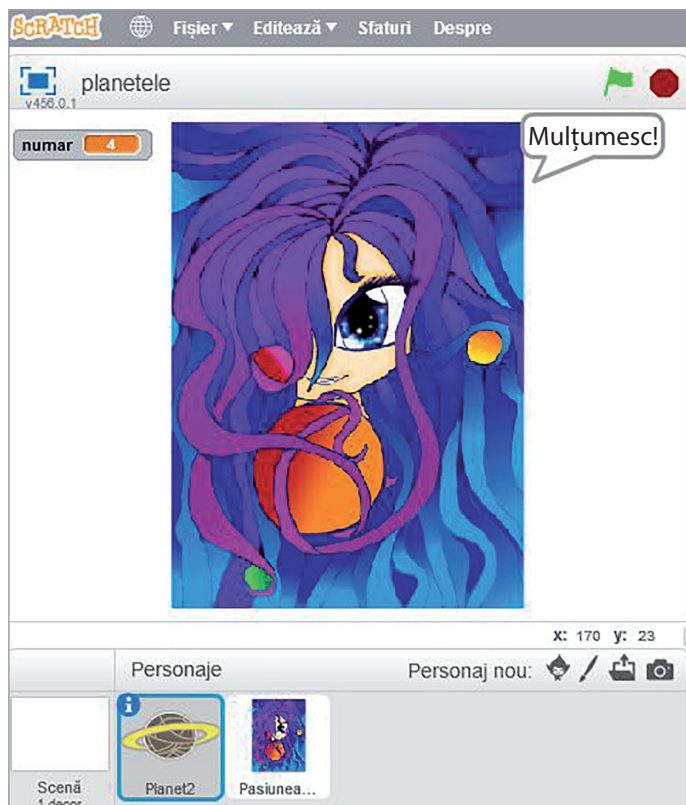 SCRATCH Fișier Editează Sfaturi Despre
planetele
v456.0.1
numar 4
Mulțumesc!
x: 170 y: 23
Personaje Personaj nou:
Scenă
1 decor
Planet2
Pasiunea...